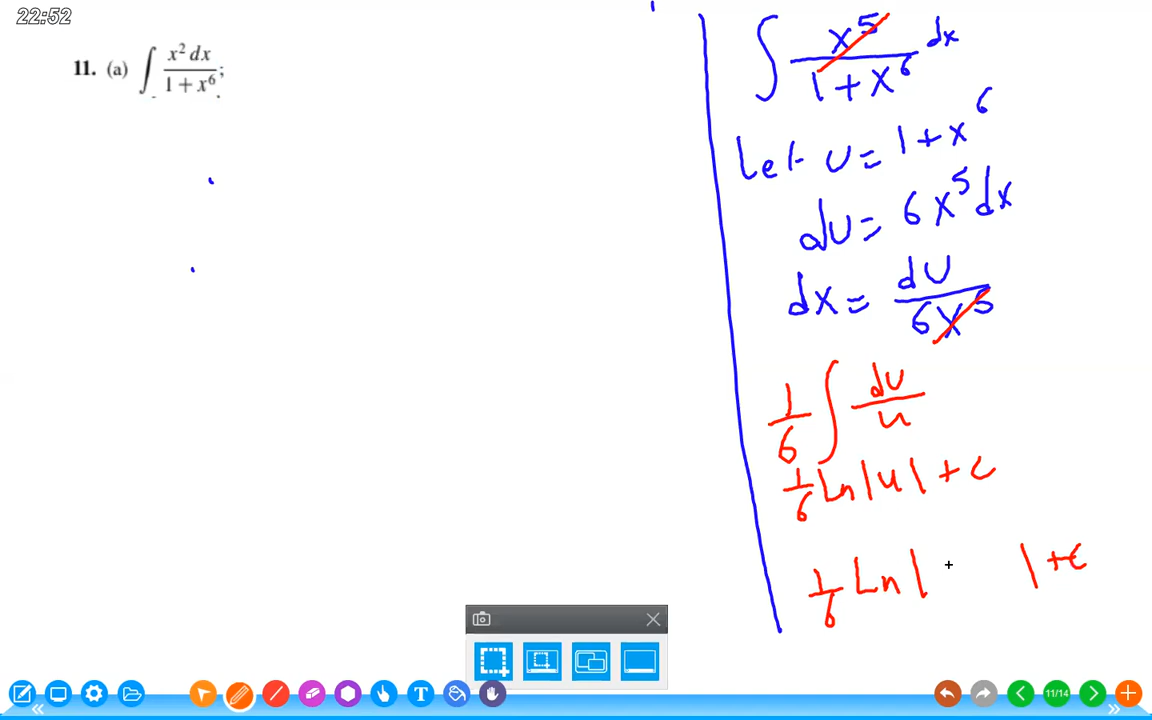 22:52
11. (a) ∫ x² dx / 1 + x⁶ ;
∫ x⁵ / 1 + x⁶ dx
Let u = 1 + x⁶
du = 6x⁵ dx
dx = du / 6x⁵
1/6 ∫ du / u
1/6 Ln |u| + c
1/6 Ln | | + c
T
11/14